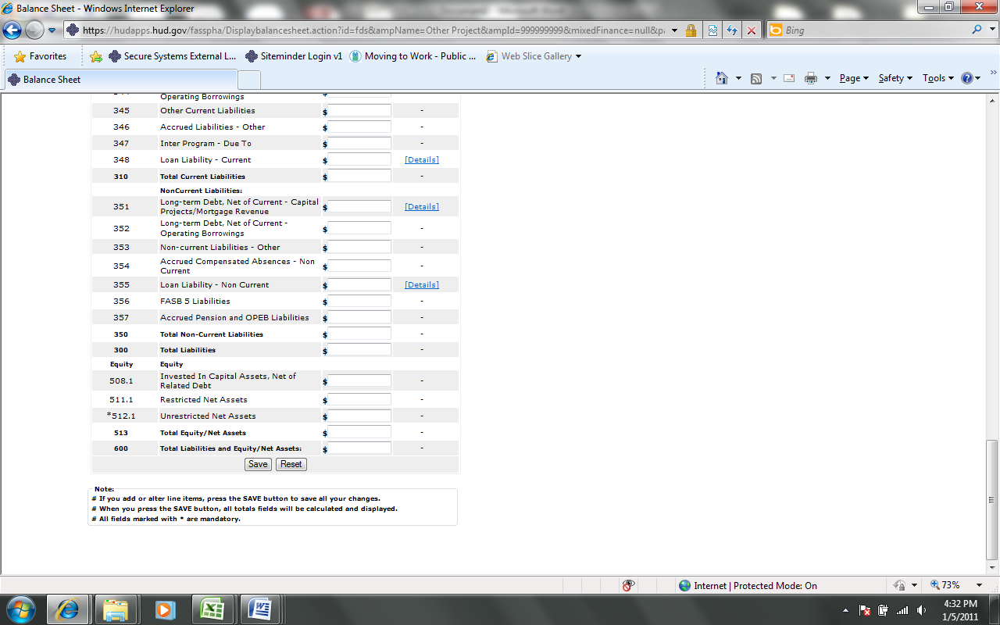 Balance Sheet - Windows Internet Explorer
https://hudapps.hud.gov/fasspha/Displaybalancesheet.action?id=fds&ampName=Other Project&ampId=999999999&mixedFinance=null&p
Bing
Favorites
Secure Systems External L...
Siteminder Login v1
Moving to Work - Public ...
Web Slice Gallery
Balance Sheet
Page
Safety
Tools
»
Operating Borrowings
345 Other Current Liabilities $ -
346 Accrued Liabilities - Other $ -
347 Inter Program - Due To $ -
348 Loan Liability - Current $ [Details]
310 Total Current Liabilities $ -
NonCurrent Liabilities:
351 Long-term Debt, Net of Current - Capital
Projects/Mortgage Revenue $ [Details]
352 Long-term Debt, Net of Current -
Operating Borrowings $ -
353 Non-current Liabilities - Other $ -
354 Accrued Compensated Absences - Non
Current $ -
355 Loan Liability - Non Current $ [Details]
356 FASB 5 Liabilities $ -
357 Accrued Pension and OPEB Liabilities $ -
350 Total Non-Current Liabilities $ -
300 Total Liabilities $ -
Equity Equity
508.1 Invested In Capital Assets, Net of
Related Debt $ -
511.1 Restricted Net Assets $ -
*512.1 Unrestricted Net Assets $ -
513 Total Equity/Net Assets $ -
600 Total Liabilities and Equity/Net Assets: $ -
Save Reset
Note:
# If you add or alter line items, press the SAVE button to save all your changes.
# When you press the SAVE button, all totals fields will be calculated and displayed.
# All fields marked with * are mandatory.
Internet | Protected Mode: On
73%
4:32 PM
1/5/2011